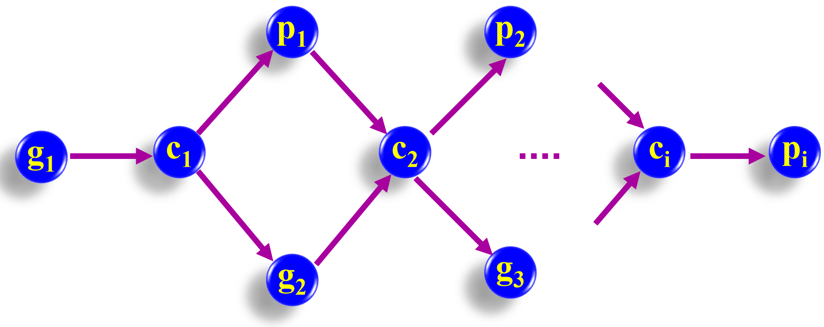 g₁
c₁
p₁
g₂
c₂
p₂
g₃
....
cᵢ
pᵢ